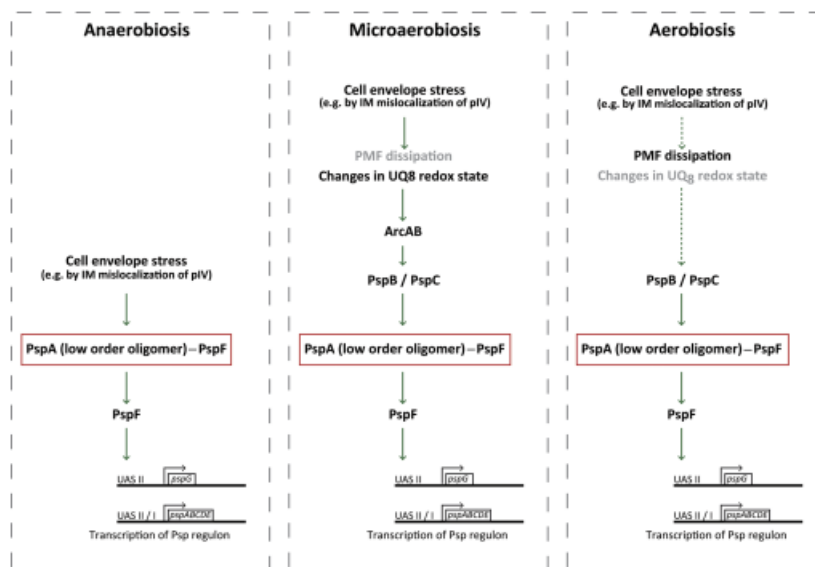 Anaerobiosis
Cell envelope stress
(e.g. by IM mislocalization of pIV)
PspA (low order oligomer)–PspF
PspF
UAS II pspG
UAS II / I pspABCDE
Transcription of Psp regulon
Microaerobiosis
Cell envelope stress
(e.g. by IM mislocalization of pIV)
PMF dissipation
Changes in UQ8 redox state
ArcAB
PspB / PspC
PspA (low order oligomer)–PspF
PspF
UAS II pspG
UAS II / I pspABCDE
Transcription of Psp regulon
Aerobiosis
Cell envelope stress
(e.g. by IM mislocalization of pIV)
PMF dissipation
Changes in UQ8 redox state
PspB / PspC
PspA (low order oligomer)–PspF
PspF
UAS II pspG
UAS II / I pspABCDE
Transcription of Psp regulon